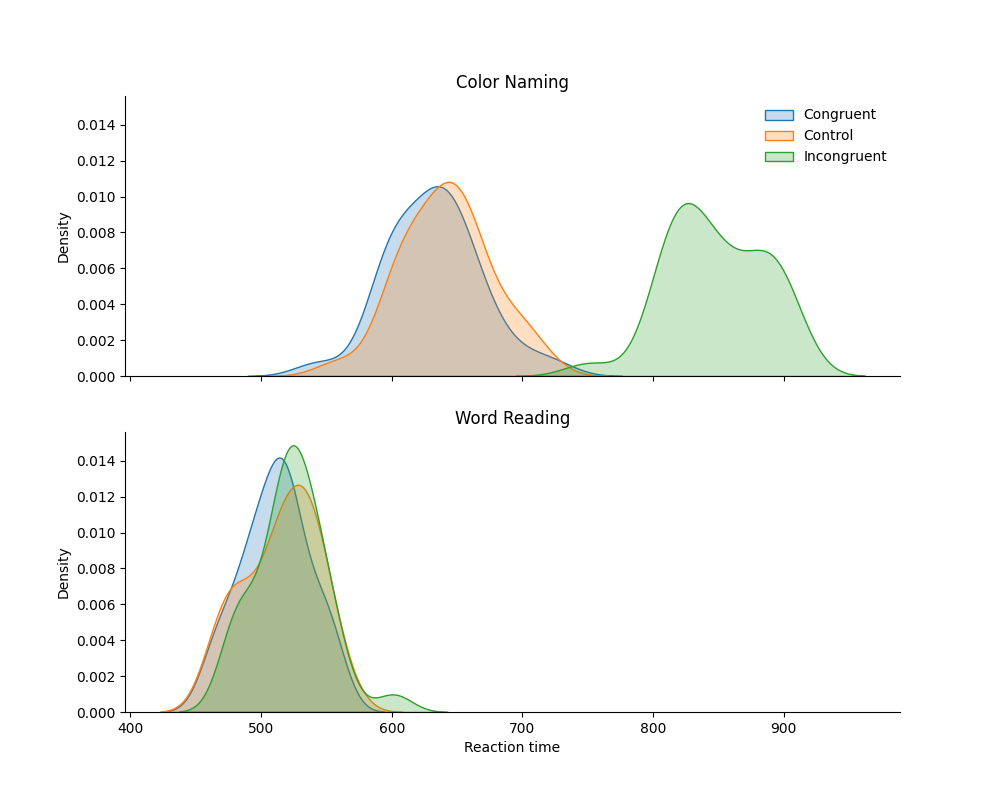 Color Naming
Congruent
Control
Incongruent
Density
0.014
0.012
0.010
0.008
0.006
0.004
0.002
0.000
Word Reading
Density
0.014
0.012
0.010
0.008
0.006
0.004
0.002
0.000
400 500 600 700 800 900
Reaction time